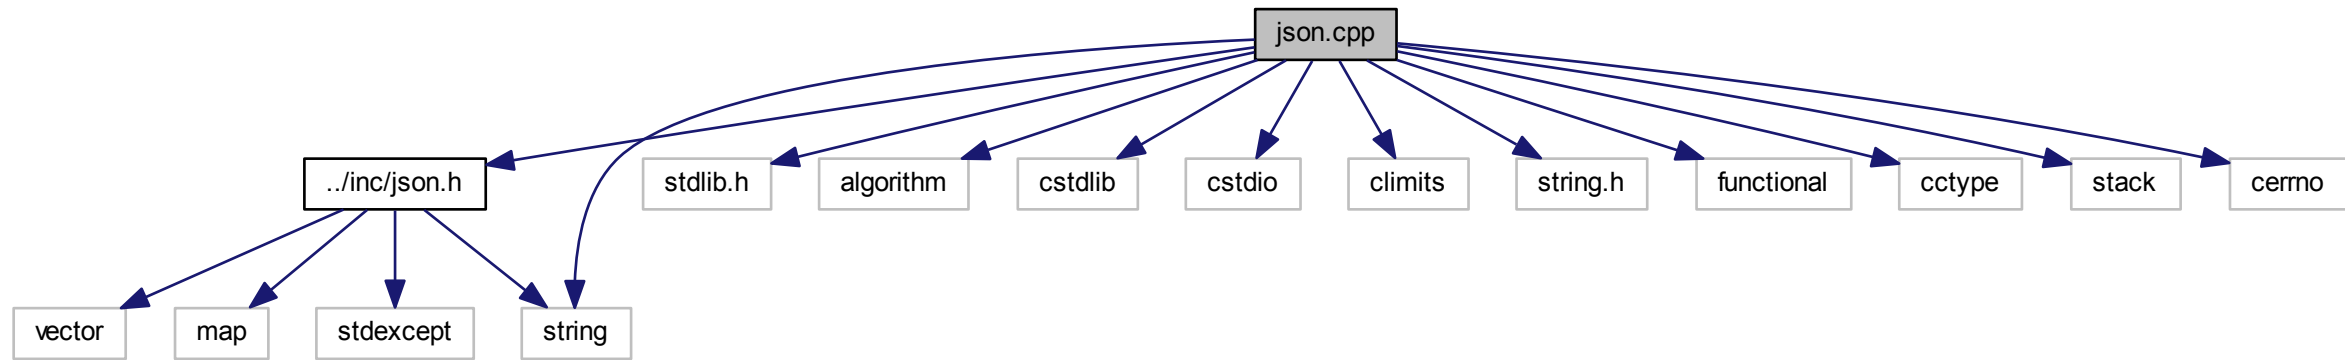 json.cpp
../inc/json.h
stdlib.h
algorithm
cstdlib
cstdio
climits
string.h
functional
cctype
stack
cerrno
vector
map
stdexcept
string